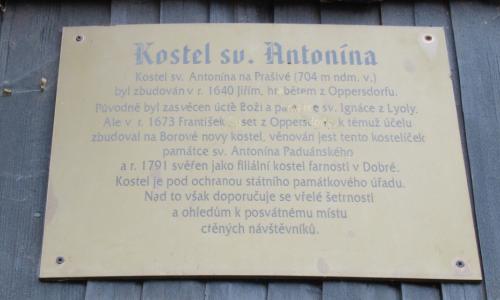 Kostel sv. Antonína
Kostel sv. Antonína na Prašivé (704 m ndm. v.)
byl zbudován v r. 1640 Jiřím, hrabětem z Oppersdorfu.
Původně byl zasvěcen úctě Boží a památce sv. Ignáce z Lyoly.
Ale v r. 1673 František z Oppersdorfu k témuž účelu
zbudoval na Borové nový kostel, věnován jest tento kostelíček
památce sv. Antonína Paduánského
a r. 1791 svěřen jako filiální kostel farnosti v Dobré.
Kostel je pod ochranou státního památkového úřadu.
Nad to však doporučuje se vřelé šetrnosti
a ohledům k posvátnému místu
ctěných návštěvníků.